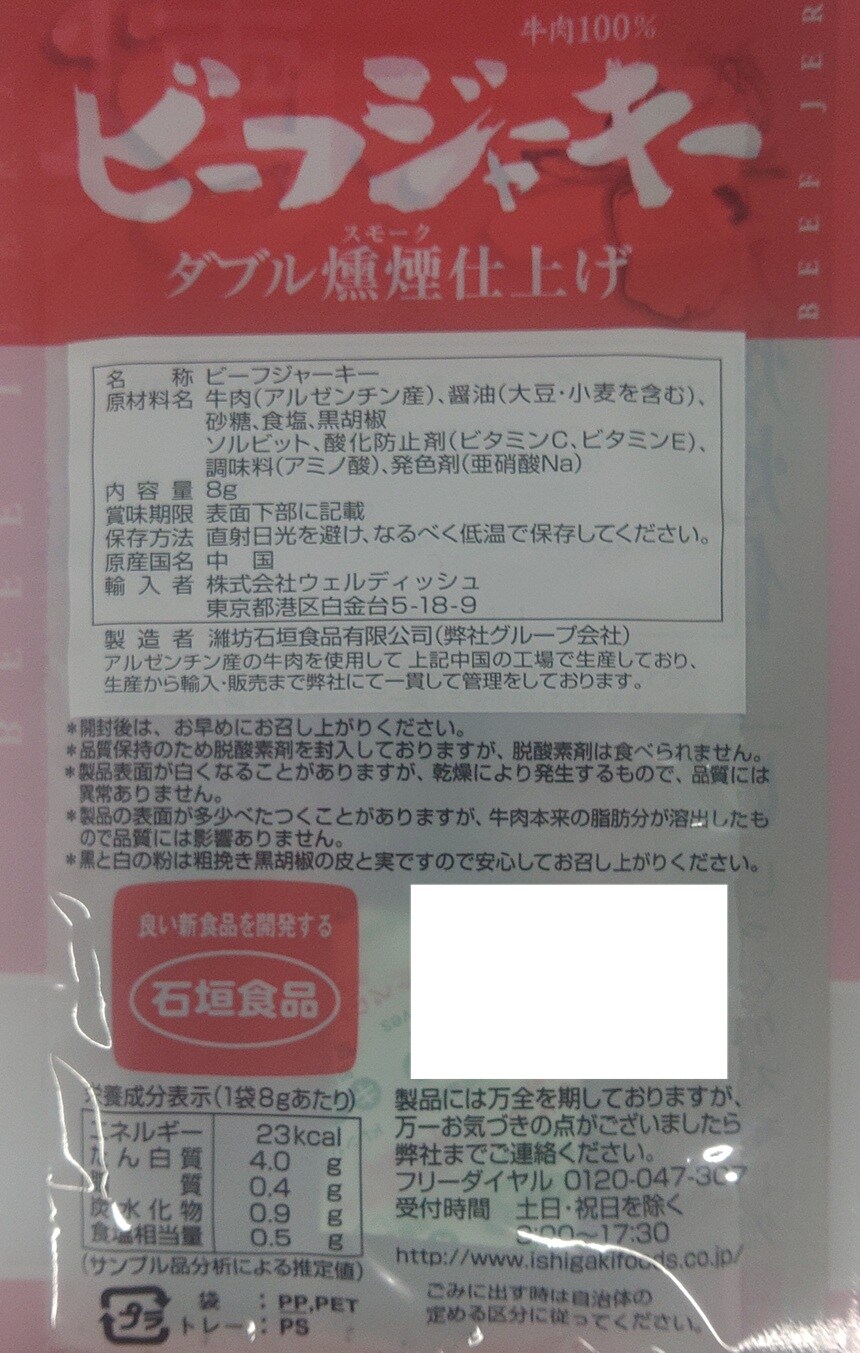 牛肉100%
ビーフジャーキー
スモーク
ダブル燻煙仕上げ
BEEF JER
名称 ビーフジャーキー
原材料名 牛肉(アルゼンチン産)、醤油(大豆・小麦を含む)、
砂糖、食塩、黒胡椒
ソルビット、酸化防止剤(ビタミンC、ビタミンE)、
調味料(アミノ酸)、発色剤(亜硝酸Na)
内容量 8g
賞味期限 表面下部に記載
保存方法 直射日光を避け、なるべく低温で保存してください。
原産国名 中国
輸入者 株式会社ウェルディッシュ
東京都港区白金台5-18-9
製造者 濰坊石垣食品有限公司(弊社グループ会社)
アルゼンチン産の牛肉を使用して上記中国の工場で生産しており、
生産から輸入・販売まで弊社にて一貫して管理をしております。
*開封後は、お早めにお召し上がりください。
*品質保持のため脱酸素剤を封入しておりますが、脱酸素剤は食べられません。
*製品表面が白くなることがありますが、乾燥により発生するもので、品質には
異常ありません。
*製品の表面が多少べたつくことがありますが、牛肉本来の脂肪分が溶出したも
ので品質には影響ありません。
*黒と白の粉は粗挽き黒胡椒の皮と実ですので安心してお召し上がりください。
良い新食品を開発する
石垣食品
栄養成分表示(1袋8gあたり)
エネルギー 23kcal
たん白質 4.0 g
脂質 0.4 g
炭水化物 0.9 g
食塩相当量 0.5 g
(サンプル品分析による推定値)
プラ
袋 : PP,PET
トレー : PS
製品には万全を期しておりますが、
万一お気づきの点がございましたら
弊社までご連絡ください。
フリーダイヤル 0120-047-307
受付時間 土日・祝日を除く
9:00〜17:30
http://www.ishigakifoods.co.jp/
ごみに出す時は自治体の
定める区分に従ってください。